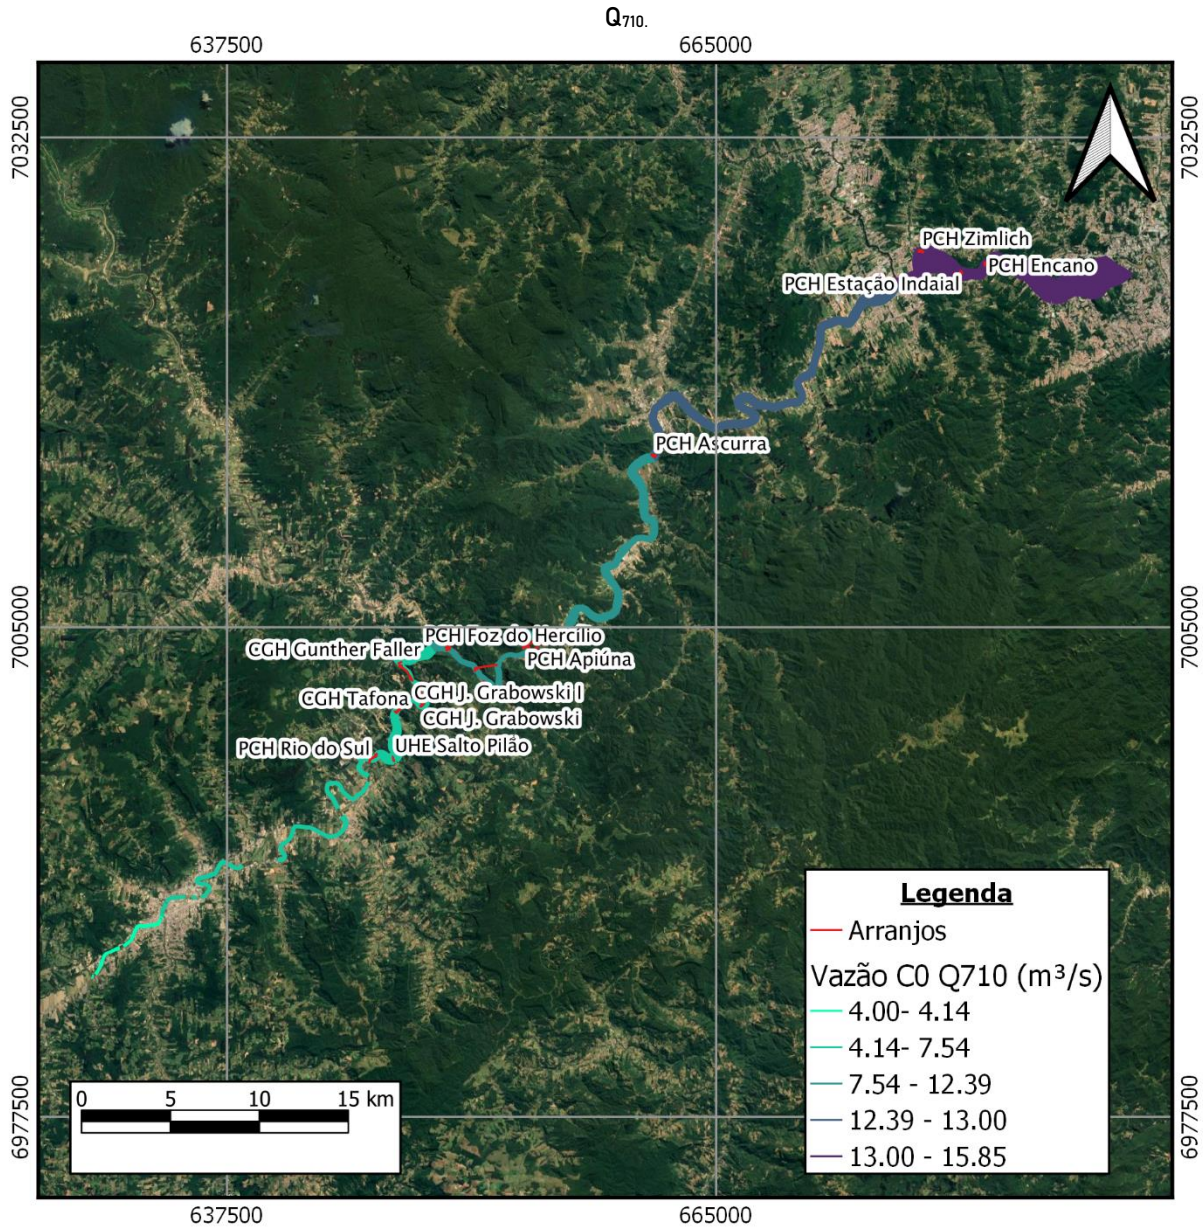 Q710.
637500
665000
7032500
7032500
PCH Zimlich
PCH Encano
PCH Estação Indaial
PCH Ascurra
7005000
7005000
PCH Foz do Hercílio
CGH Gunther Faller
PCH Apiúna
CGH J. Grabowski I
CGH Tafona
CGH J. Grabowski
PCH Rio do Sul
UHE Salto Pilão
Legenda
Arranjos
Vazão C0 Q710 (m³/s)
4.00- 4.14
4.14- 7.54
7.54 - 12.39
12.39 - 13.00
13.00 - 15.85
0 5 10 15 km
6977500
6977500
637500
665000